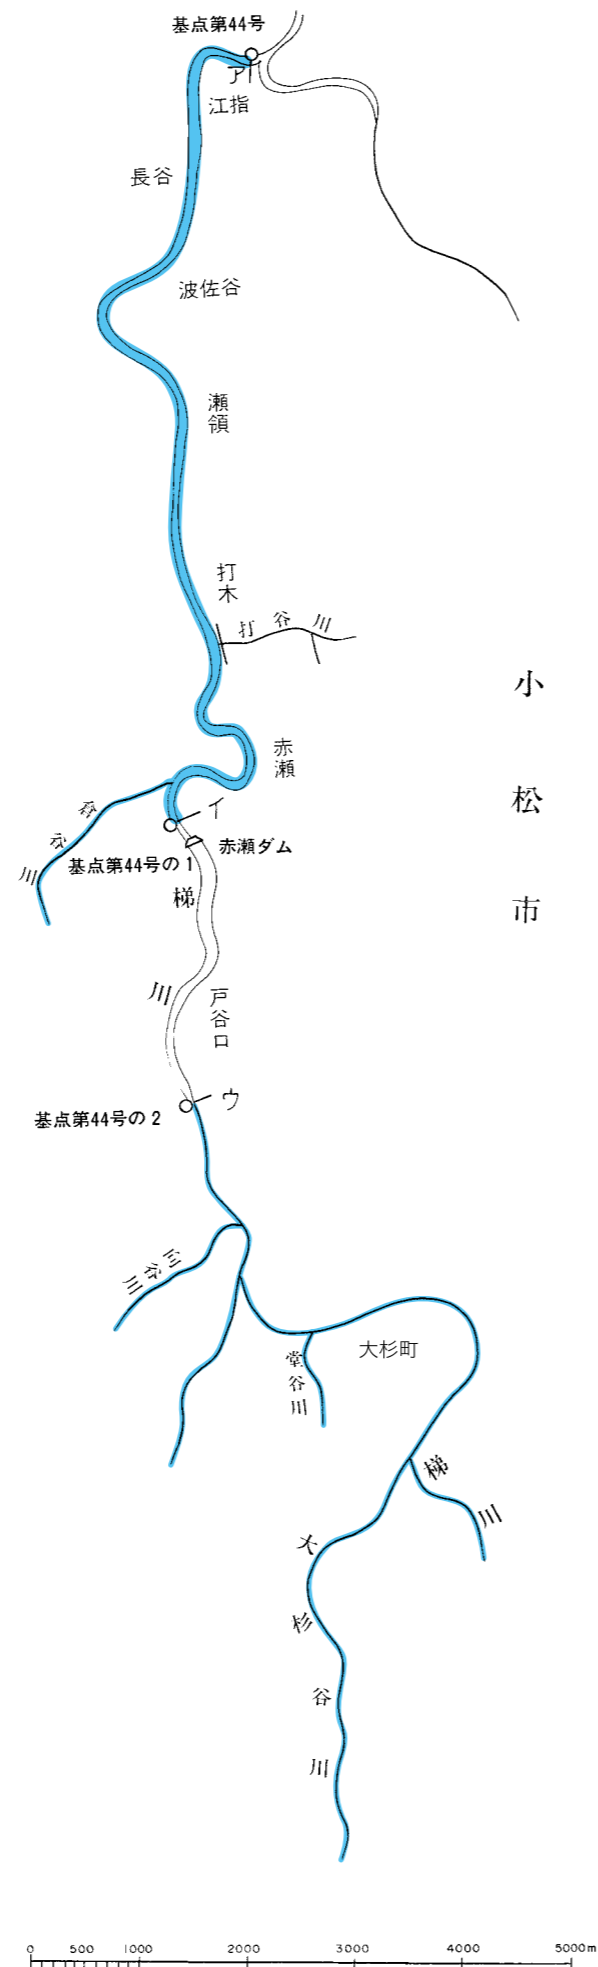 基点第44号
ア
江指
長谷
波佐谷
瀬領
打木
打谷川
小松市
赤瀬
イ
赤瀬ダム
基点第44号の1
谷谷川
梯川
戸谷口
ウ
基点第44号の2
谷川
大杉町
堂谷川
梯川
大杉谷川
0 500 1000 2000 3000 4000 5000m